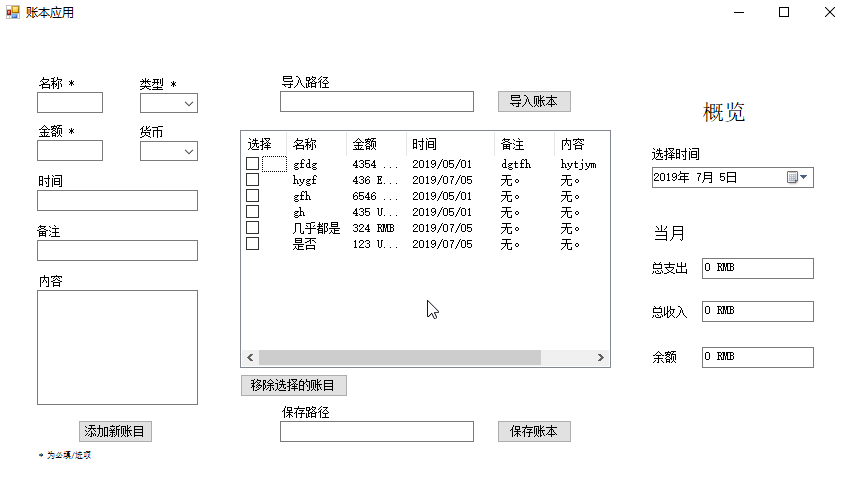 账本应用
名称 *
类型 *
金额 *
货币
时间
备注
内容
添加新账目
* 为必填/选项
导入路径
导入账本
选择 名称 金额 时间 备注 内容
gfdg 4354 ... 2019/05/01 dgtfh hytjym
hygf 436 E... 2019/07/05 无。 无。
gfh 6546 ... 2019/05/01 无。 无。
gh 435 U... 2019/05/01 无。 无。
几乎都是 324 RMB 2019/07/05 无。 无。
是否 123 U... 2019/07/05 无。 无。
移除选择的账目
保存路径
保存账本
概览
选择时间
2019年 7月 5日
当月
总支出 0 RMB
总收入 0 RMB
余额 0 RMB